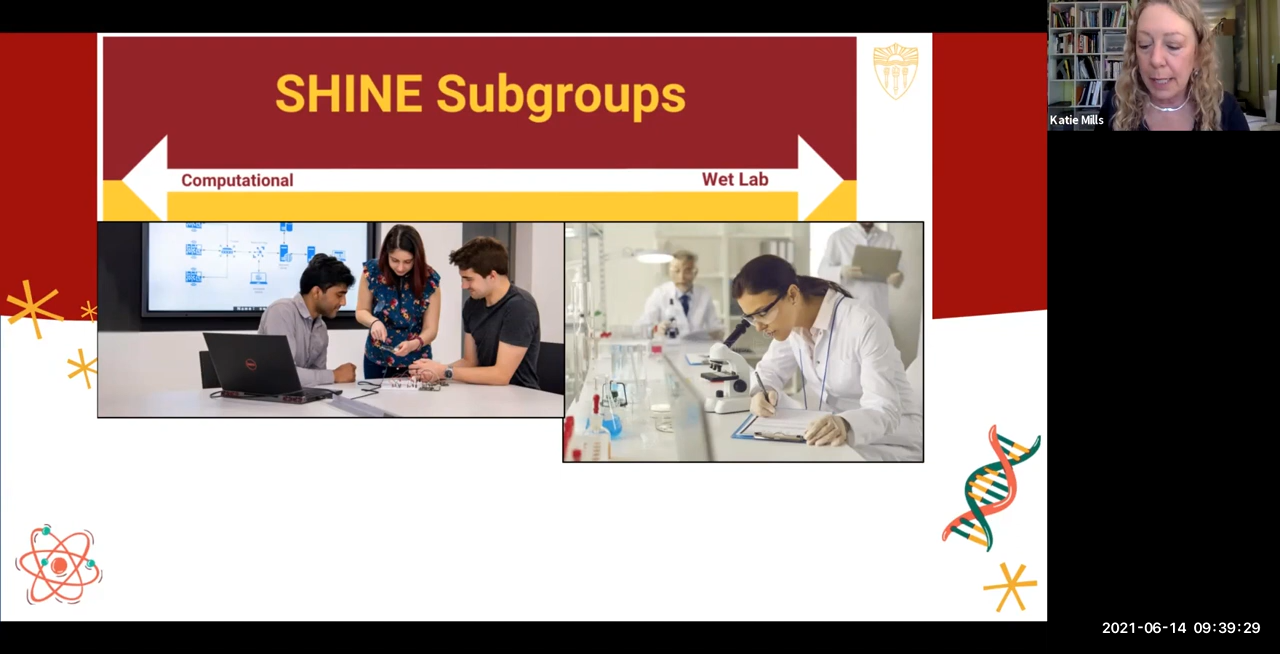 SHINE Subgroups
Computational
Wet Lab
Katie Mills
2021-06-14 09:39:29